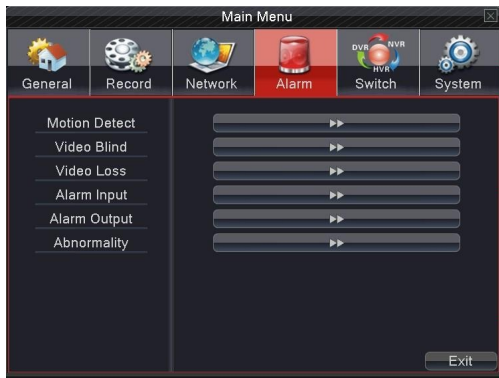 Main Menu
DVR NVR
HVR
General Record Network Alarm Switch System
Motion Detect
Video Blind
Video Loss
Alarm Input
Alarm Output
Abnormality
Exit